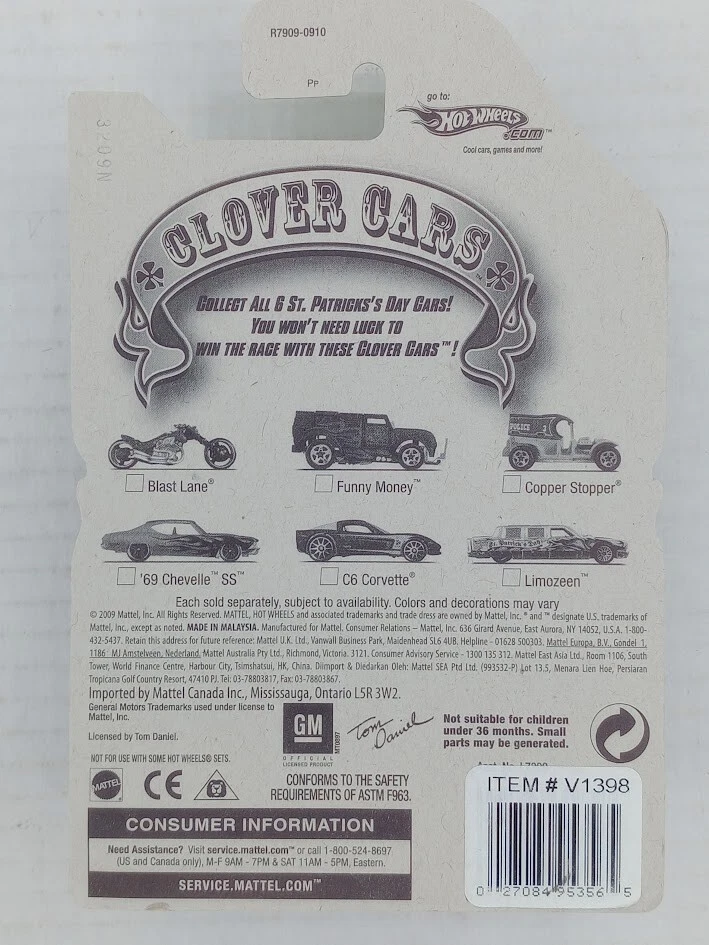 R7909-0910
PP
3209N
go to:
HOT WHEELS.COM™
Cool cars, games and more!
CLOVER CARS™
COLLECT ALL 6 ST. PATRICKS'S DAY CARS!
YOU WON'T NEED LUCK TO
WIN THE RACE WITH THESE CLOVER CARS™!
POLICE 3
Blast Lane®
Funny Money™
Copper Stopper®
St. Patrick's Day
'69 Chevelle™ SS™
C6 Corvette®
Limozeen™
Each sold separately, subject to availability. Colors and decorations may vary
© 2009 Mattel, Inc. All Rights Reserved. MATTEL, HOT WHEELS and associated trademarks and trade dress are owned by Mattel, Inc. ® and ™ designate U.S. trademarks of
Mattel, Inc., except as noted. MADE IN MALAYSIA. Manufactured for Mattel. Consumer Relations – Mattel, Inc. 636 Girard Avenue, East Aurora, NY 14052, U.S.A. 1-800-
432-5437. Retain this address for future reference: Mattel U.K. Ltd., Vanwall Business Park, Maidenhead SL6 4UB. Helpline - 01628 500303. Mattel Europa, B.V., Gondel 1,
1186 MJ Amstelveen, Nederland. Mattel Australia Pty Ltd., Richmond, Victoria. 3121. Consumer Advisory Service - 1300 135 312. Mattel East Asia Ltd., Room 1106, South
Tower, World Finance Centre, Harbour City, Tsimshatsui, HK, China. Diimport & Diedarkan Oleh: Mattel SEA Ptd Ltd. (993532-P) Lot 13.5, Menara Lien Hoe, Persiaran
Tropicana Golf Country Resort, 47410 PJ. Tel: 03-78803817, Fax: 03-78803867.
Imported by Mattel Canada Inc., Mississauga, Ontario L5R 3W2.
General Motors Trademarks used under license to
Mattel, Inc.
Licensed by Tom Daniel.
GM
OFFICIAL
LICENSED PRODUCT
MT0897
Tom Daniel
Not suitable for children
under 36 months. Small
parts may be generated.
NOT FOR USE WITH SOME HOT WHEELS® SETS.
MATTEL
CE
CONFORMS TO THE SAFETY
REQUIREMENTS OF ASTM F963.
ITEM # V1398
0 27084 95356 5
CONSUMER INFORMATION
Need Assistance? Visit service.mattel.com™ or call 1-800-524-8697
(US and Canada only), M-F 9AM - 7PM & SAT 11AM - 5PM, Eastern.
SERVICE.MATTEL.COM™